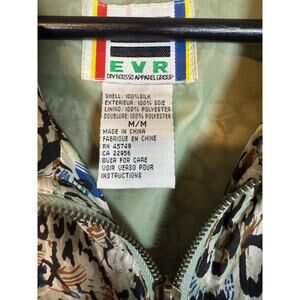 EVR
DIV ROSSO APPAREL GROUP
SHELL: 100%SILK
EXTERIEUR: 100% SOIE
LINING: 100% POLYESTER
DOUBLURE: 100% POLYESTER
M/M
MADE IN CHINA
FABRIQUE EN CHINE
RN 45749
CA 22956
OVER FOR CARE
VOIR VERSO POUR
INSTRUCTIONS